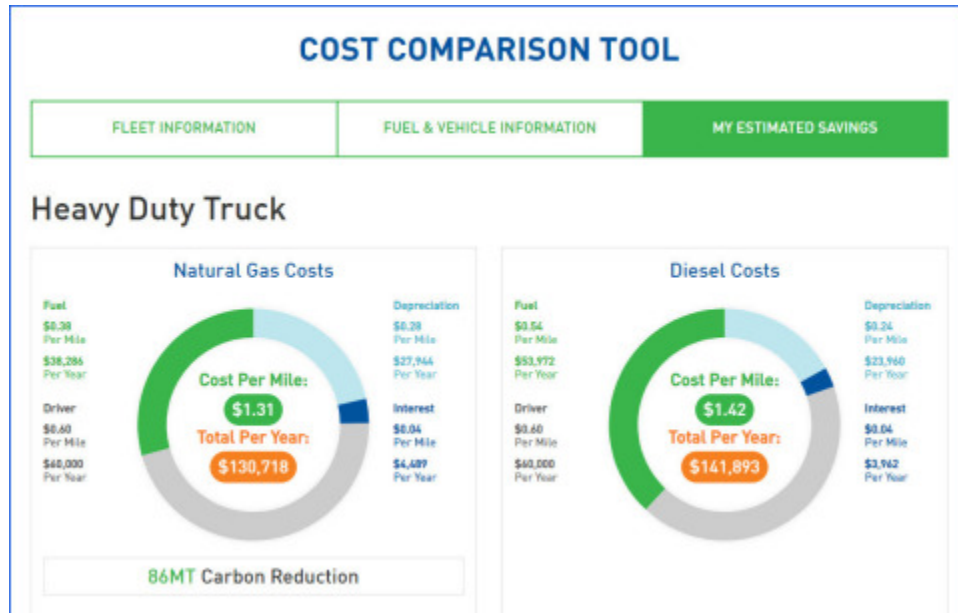 COST COMPARISON TOOL
FLEET INFORMATION
FUEL & VEHICLE INFORMATION
MY ESTIMATED SAVINGS
Heavy Duty Truck
Natural Gas Costs
Fuel
$0.38
Per Mile
$38,286
Per Year
Driver
$0.60
Per Mile
$60,000
Per Year
Cost Per Mile:
$1.31
Total Per Year:
$130,718
Depreciation
$0.28
Per Mile
$27,944
Per Year
Interest
$0.04
Per Mile
$4,489
Per Year
86MT Carbon Reduction
Diesel Costs
Fuel
$0.54
Per Mile
$53,972
Per Year
Driver
$0.60
Per Mile
$60,000
Per Year
Cost Per Mile:
$1.42
Total Per Year:
$141,893
Depreciation
$0.24
Per Mile
$23,960
Per Year
Interest
$0.04
Per Mile
$3,962
Per Year